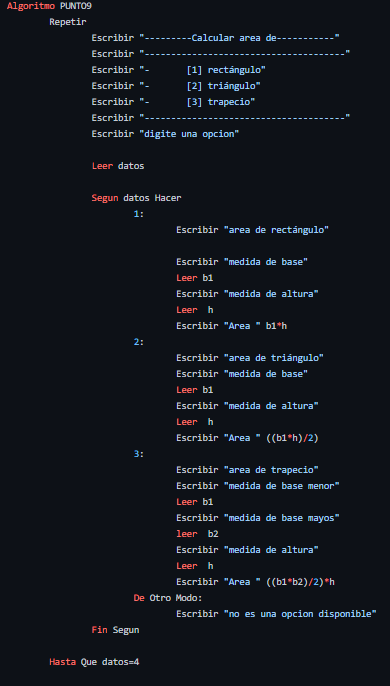 Algoritmo PUNTO9
Repetir
Escribir "---------Calcular area de-----------"
Escribir "--------------------------------------"
Escribir "-       [1] rectángulo"
Escribir "-       [2] triángulo"
Escribir "-       [3] trapecio"
Escribir "--------------------------------------"
Escribir "digite una opcion"
Leer datos
Segun datos Hacer
1:
Escribir "area de rectángulo"
Escribir "medida de base"
Leer b1
Escribir "medida de altura"
Leer  h
Escribir "Area " b1*h
2:
Escribir "area de triángulo"
Escribir "medida de base"
Leer b1
Escribir "medida de altura"
Leer  h
Escribir "Area " ((b1*h)/2)
3:
Escribir "area de trapecio"
Escribir "medida de base menor"
Leer b1
Escribir "medida de base mayos"
leer  b2
Escribir "medida de altura"
Leer  h
Escribir "Area " ((b1*b2)/2)*h
De Otro Modo:
Escribir "no es una opcion disponible"
Fin Segun
Hasta Que datos=4